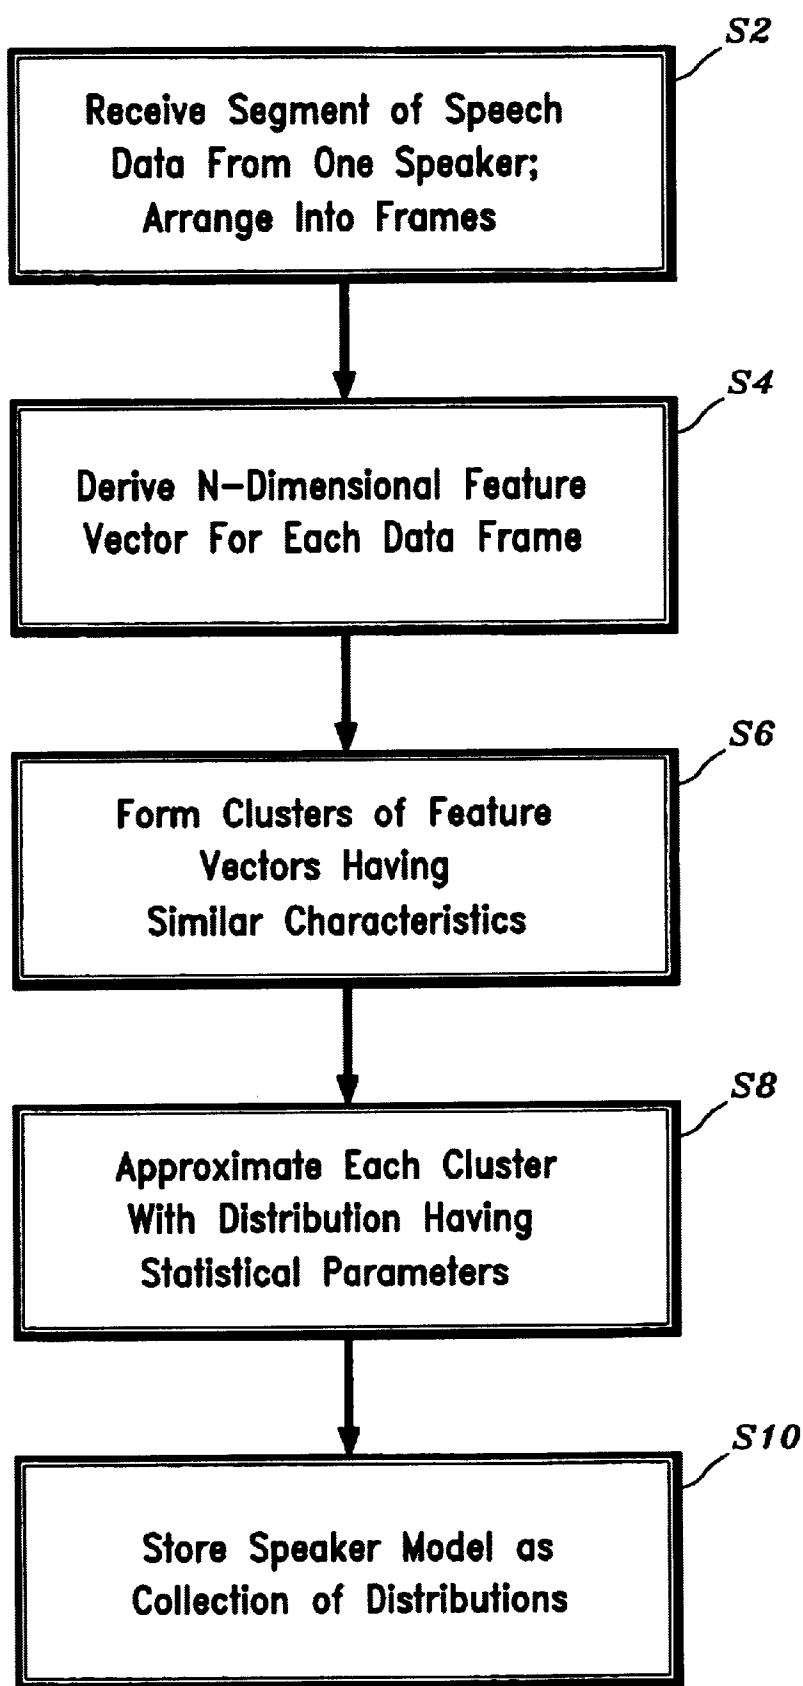 S2
Receive Segment of Speech
Data From One Speaker;
Arrange Into Frames
S4
Derive N-Dimensional Feature
Vector For Each Data Frame
S6
Form Clusters of Feature
Vectors Having
Similar Characteristics
S8
Approximate Each Cluster
With Distribution Having
Statistical Parameters
S10
Store Speaker Model as
Collection of Distributions